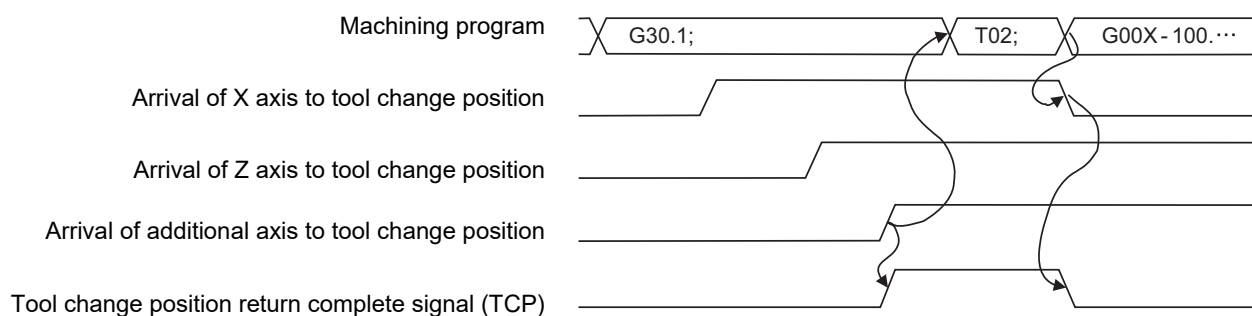 Machining program
G30.1;
T02;
G00X-100.⋯
Arrival of X axis to tool change position
Arrival of Z axis to tool change position
Arrival of additional axis to tool change position
Tool change position return complete signal (TCP)